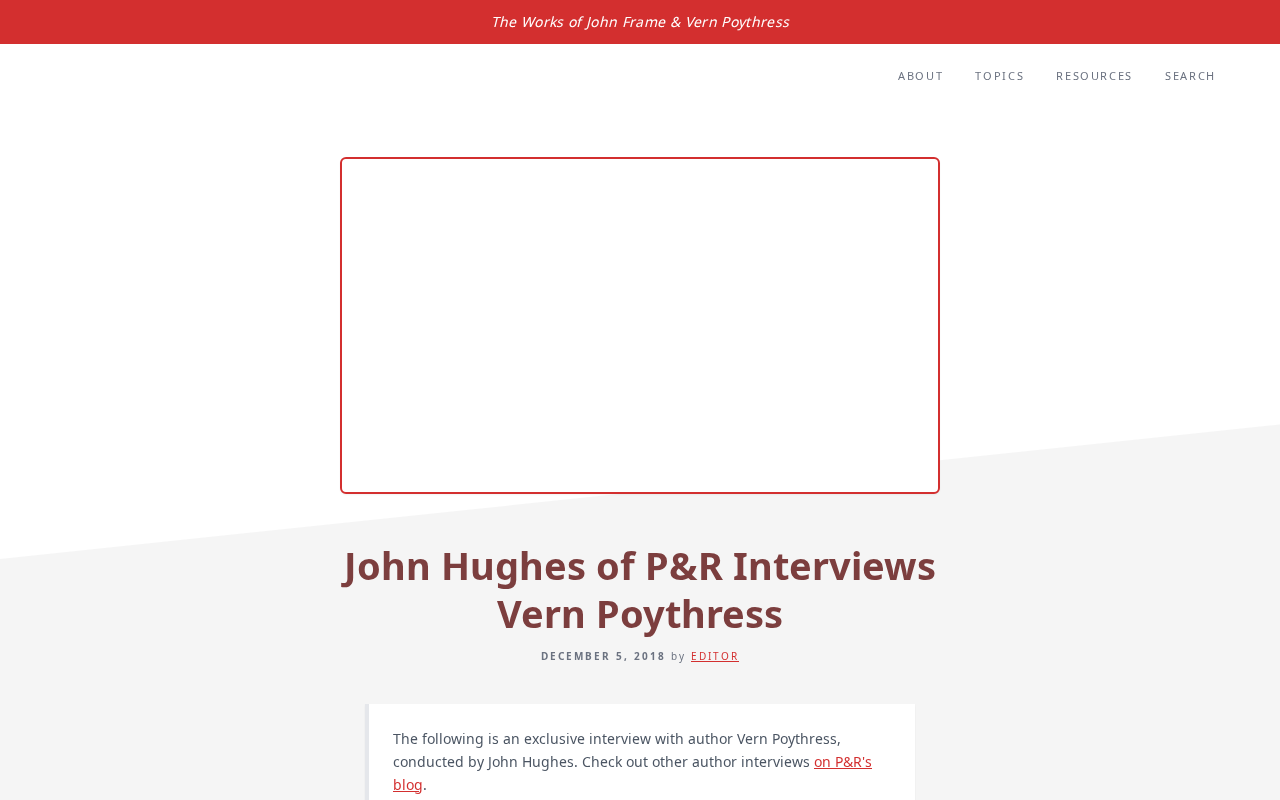 The Works of John Frame & Vern Poythress
ABOUT TOPICS RESOURCES SEARCH
John Hughes of P&R Interviews
Vern Poythress
DECEMBER 5, 2018 by EDITOR
The following is an exclusive interview with author Vern Poythress,
conducted by John Hughes. Check out other author interviews on P&R's
blog.